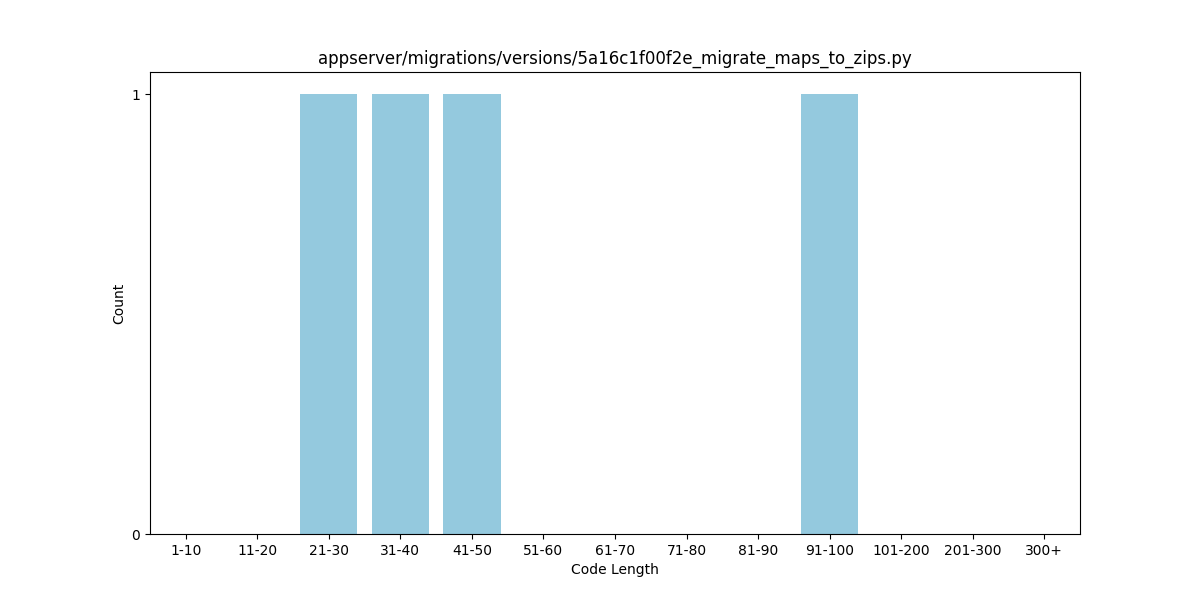 appserver/migrations/versions/5a16c1f00f2e_migrate_maps_to_zips.py
1
Count
0
1-10 11-20 21-30 31-40 41-50 51-60 61-70 71-80 81-90 91-100 101-200 201-300 300+
Code Length